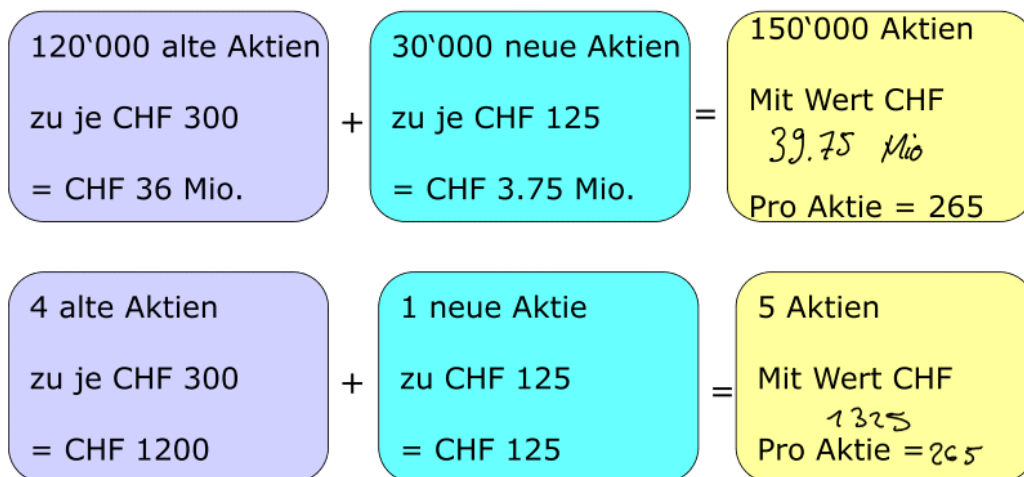 120‘000 alte Aktien
zu je CHF 300
= CHF 36 Mio.
+
30‘000 neue Aktien
zu je CHF 125
= CHF 3.75 Mio.
=
150‘000 Aktien
Mit Wert CHF
39.75 Mio
Pro Aktie = 265
4 alte Aktien
zu je CHF 300
= CHF 1200
+
1 neue Aktie
zu CHF 125
= CHF 125
=
5 Aktien
Mit Wert CHF
1325
Pro Aktie = 265